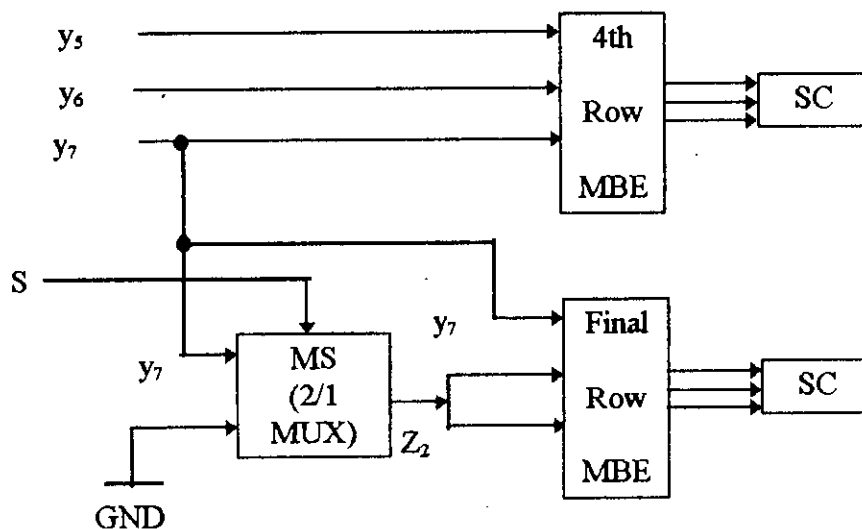 y₅
4th
y₆
Row
SC
y₇
MBE
S
y₇
Final
MS
y₇
(2/1
MUX)
Row
SC
Z₂
MBE
GND